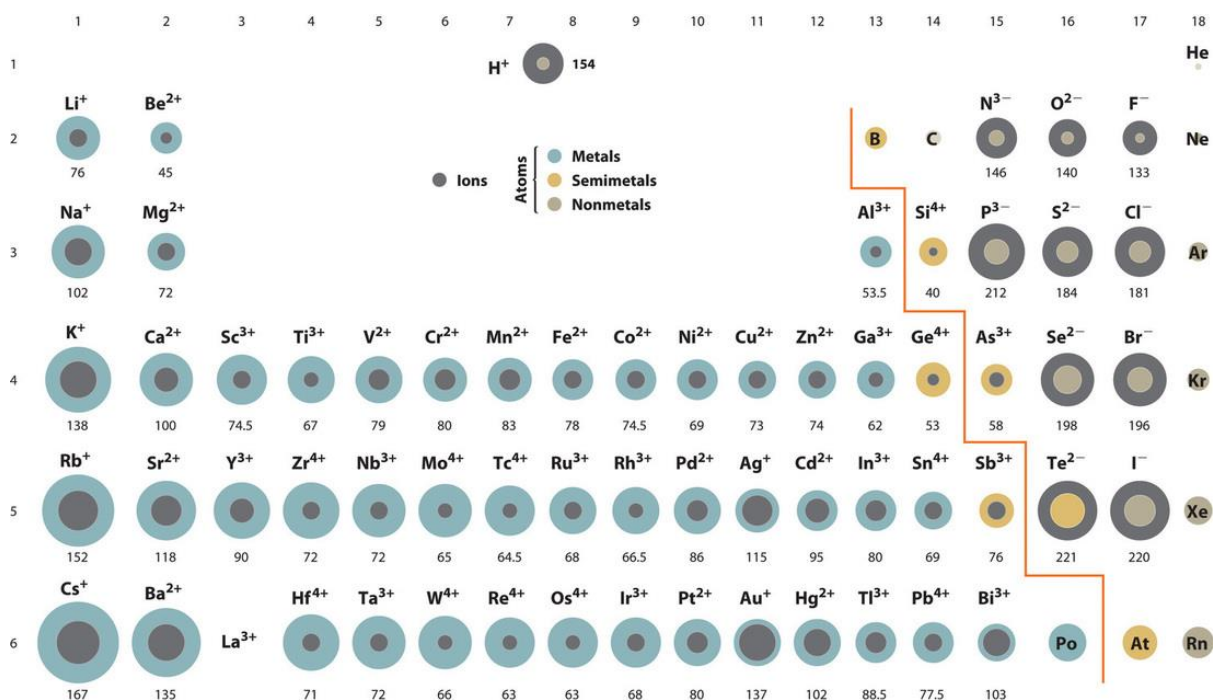 1 2 3 4 5 6 7 8 9 10 11 12 13 14 15 16 17 18
1 H⁺ 154 He
Li⁺ Be²⁺ N³⁻ O²⁻ F⁻
2 B C Ne
76 45 146 140 133
Ions
Atoms
Metals
Semimetals
Nonmetals
Na⁺ Mg²⁺ Al³⁺ Si⁴⁺ P³⁻ S²⁻ Cl⁻
3 Ar
102 72 53.5 40 212 184 181
K⁺ Ca²⁺ Sc³⁺ Ti³⁺ V²⁺ Cr²⁺ Mn²⁺ Fe²⁺ Co²⁺ Ni²⁺ Cu²⁺ Zn²⁺ Ga³⁺ Ge⁴⁺ As³⁺ Se²⁻ Br⁻
4 Kr
138 100 74.5 67 79 80 83 78 74.5 69 73 74 62 53 58 198 196
Rb⁺ Sr²⁺ Y³⁺ Zr⁴⁺ Nb³⁺ Mo⁴⁺ Tc⁴⁺ Ru³⁺ Rh³⁺ Pd²⁺ Ag⁺ Cd²⁺ In³⁺ Sn⁴⁺ Sb³⁺ Te²⁻ I⁻
5 Xe
152 118 90 72 72 65 64.5 68 66.5 86 115 95 80 69 76 221 220
Cs⁺ Ba²⁺ Hf⁴⁺ Ta³⁺ W⁴⁺ Re⁴⁺ Os⁴⁺ Ir³⁺ Pt²⁺ Au⁺ Hg²⁺ Tl³⁺ Pb⁴⁺ Bi³⁺
6 La³⁺ Po At Rn
167 135 71 72 66 63 63 68 80 137 102 88.5 77.5 103